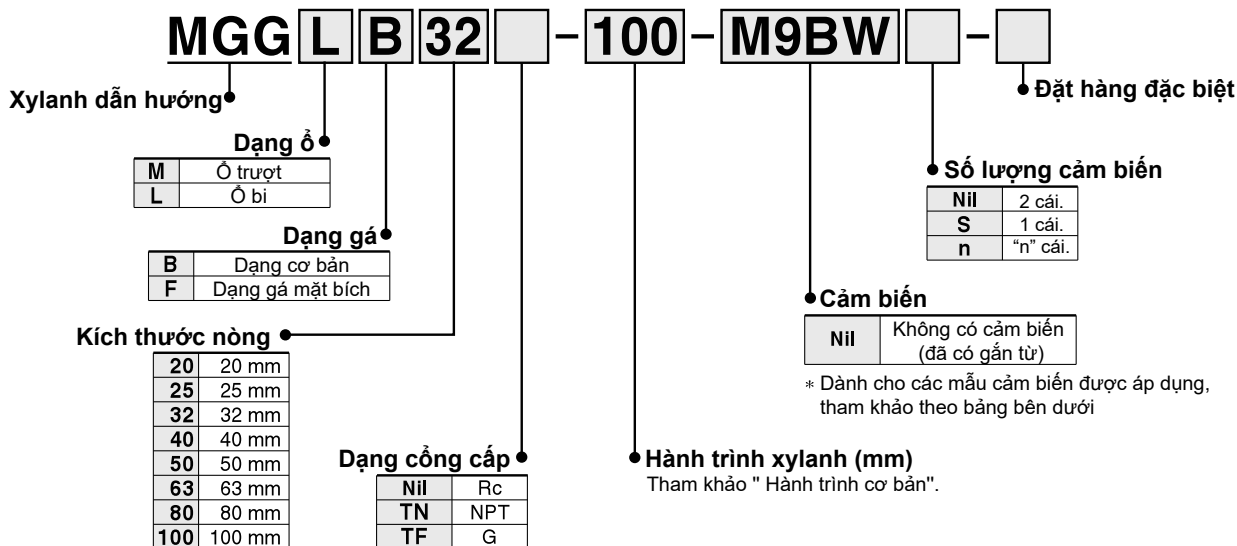 MGG L B 32 - 100 - M9BW -
Xylanh dẫn hướng
Đặt hàng đặc biệt
Dạng ổ
M Ổ trượt
L Ổ bi
Số lượng cảm biến
Nil 2 cái.
S 1 cái.
n “n” cái.
Dạng gá
B Dạng cơ bản
F Dạng gá mặt bích
Cảm biến
Nil Không có cảm biến
(đã có gắn từ)
* Dành cho các mẫu cảm biến được áp dụng,
tham khảo theo bảng bên dưới
Kích thước nòng
20 20 mm
25 25 mm
32 32 mm
40 40 mm
50 50 mm
63 63 mm
80 80 mm
100 100 mm
Dạng cổng cấp
Nil Rc
TN NPT
TF G
Hành trình xylanh (mm)
Tham khảo " Hành trình cơ bản".